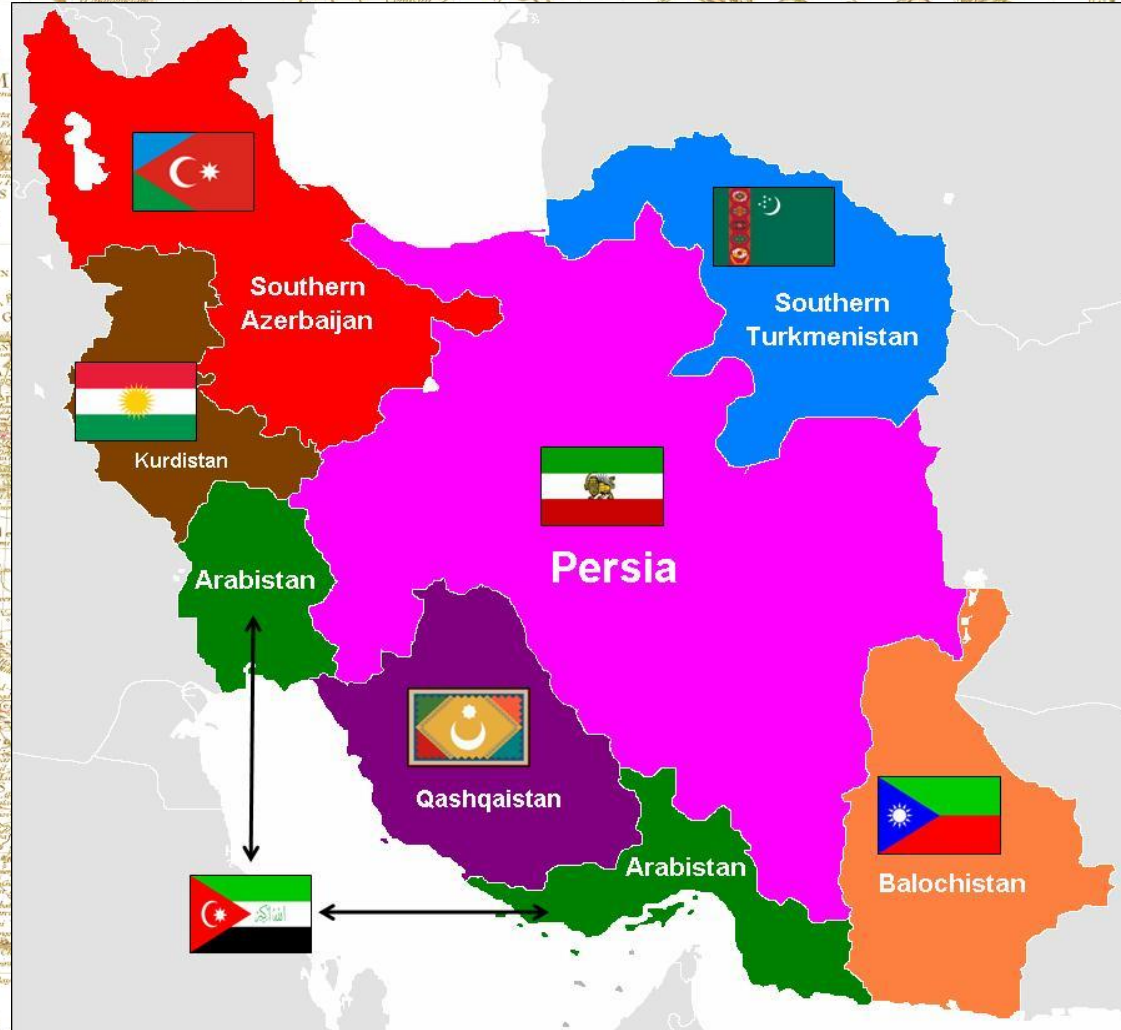 Southern
Azerbaijan
Southern
Turkmenistan
Kurdistan
Persia
Arabistan
Qashqaistan
Arabistan
Balochistan